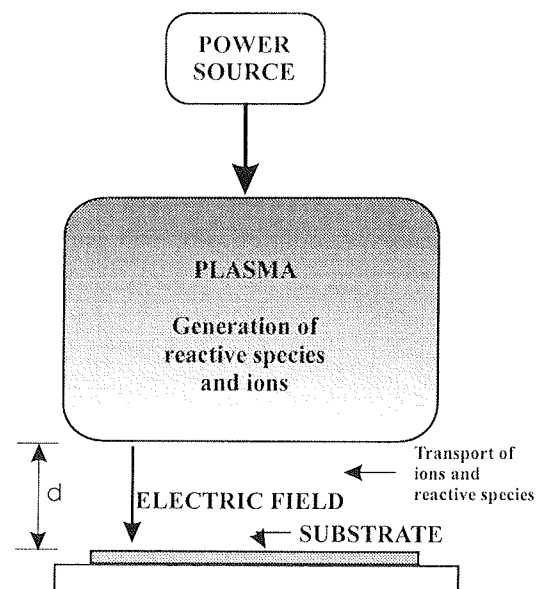 POWER
SOURCE
PLASMA
Generation of
reactive species
and ions
Transport of
ions and
reactive species
d
ELECTRIC FIELD
SUBSTRATE